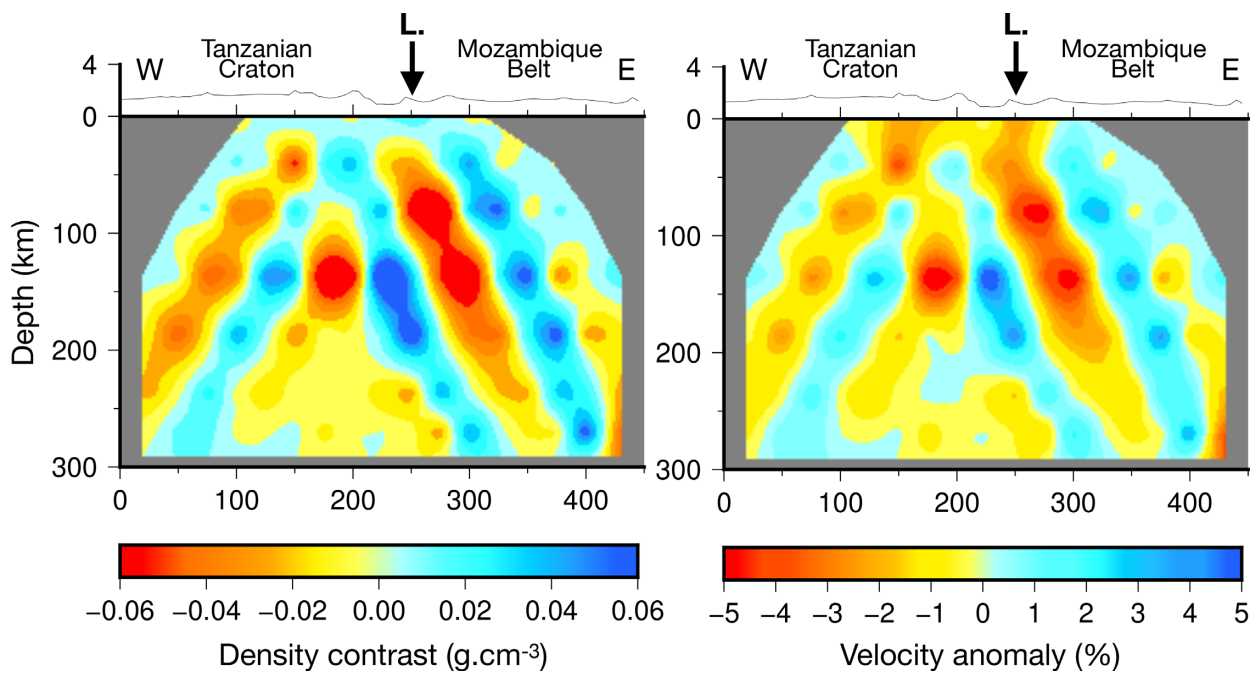 L.
Tanzanian
Craton
Mozambique
Belt
W
E
4
0
100
200
300
Depth (km)
0
100
200
300
400
−0.06
−0.04
−0.02
0.00
0.02
0.04
0.06
Density contrast (g.cm-3)
L.
Tanzanian
Craton
Mozambique
Belt
W
E
4
0
100
200
300
0
100
200
300
400
−5
−4
−3
−2
−1
0
1
2
3
4
5
Velocity anomaly (%)